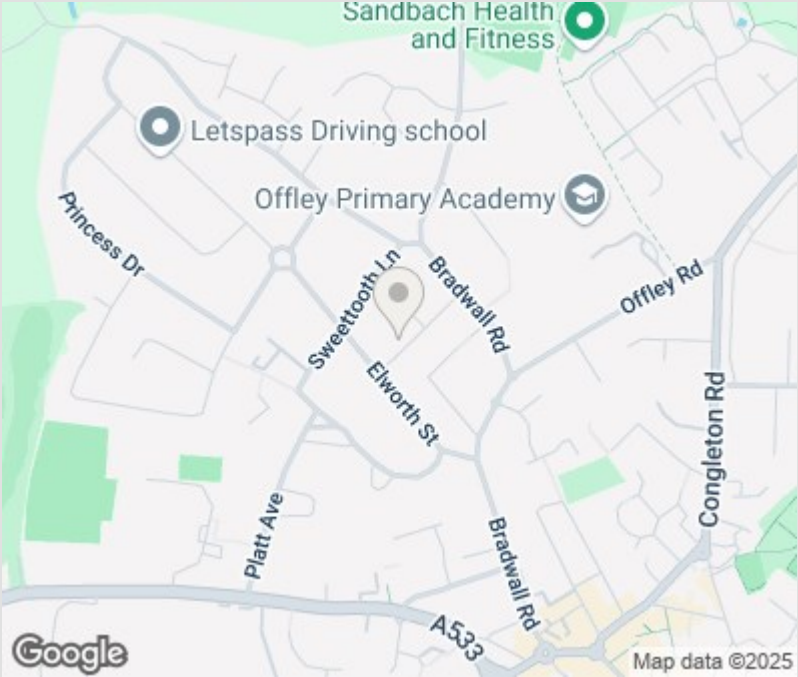 Sandbach Health
and Fitness
Letspass Driving school
Offley Primary Academy
Princess Dr
Sweettooth Ln
Bradwall Rd
Offley Rd
Elworth St
Congleton Rd
Platt Ave
Bradwall Rd
A533
Google
Map data ©2025